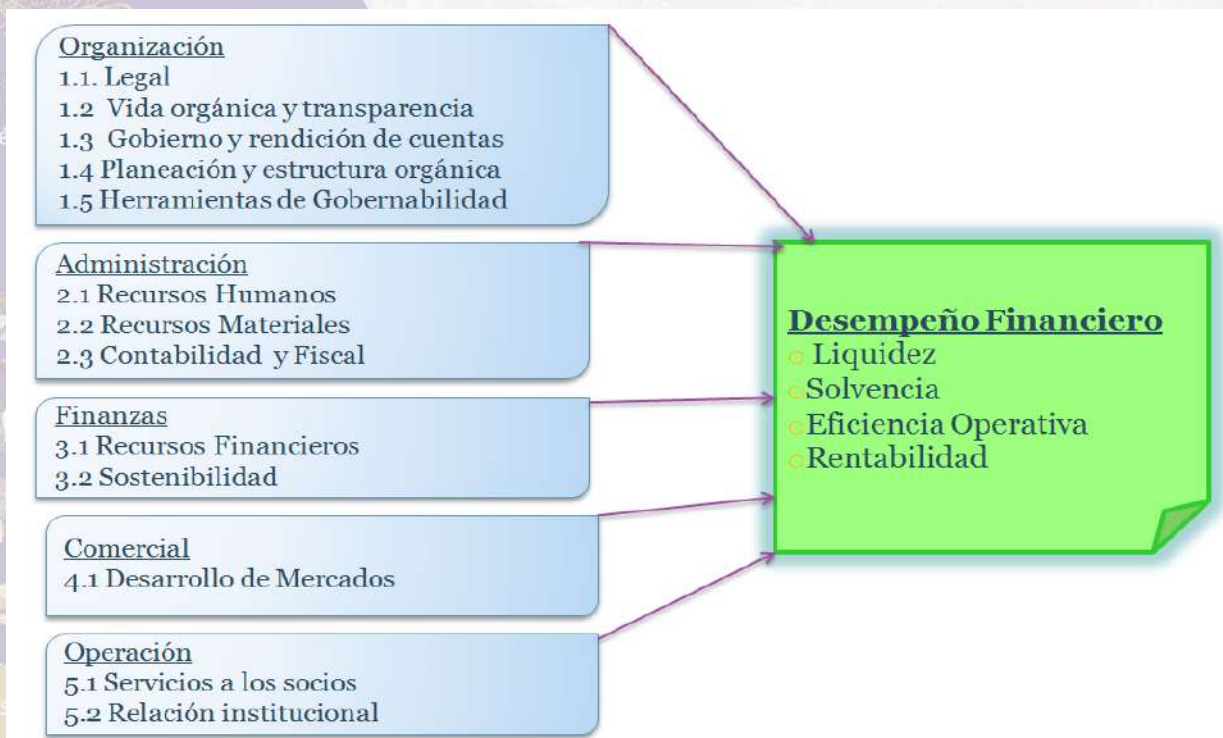 Organización
1.1. Legal
1.2 Vida orgánica y transparencia
1.3 Gobierno y rendición de cuentas
1.4 Planeación y estructura orgánica
1.5 Herramientas de Gobernabilidad
Administración
2.1 Recursos Humanos
2.2 Recursos Materiales
2.3 Contabilidad y Fiscal
Finanzas
3.1 Recursos Financieros
3.2 Sostenibilidad
Comercial
4.1 Desarrollo de Mercados
Operación
5.1 Servicios a los socios
5.2 Relación institucional
Desempeño Financiero
Liquidez
Solvencia
Eficiencia Operativa
Rentabilidad